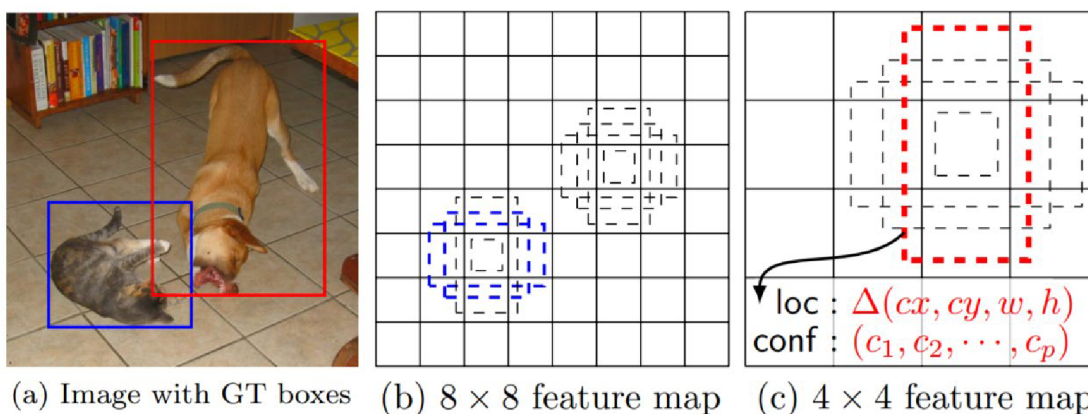 loc : Δ(cx, cy, w, h)
conf : (c₁, c₂, ⋯, cₚ)
(a) Image with GT boxes
(b) 8 × 8 feature map
(c) 4 × 4 feature map